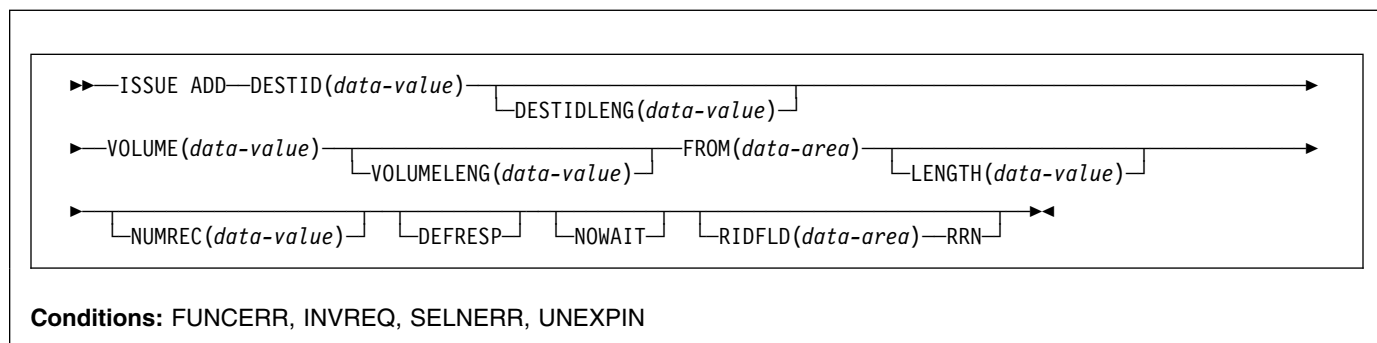 ISSUE ADD DESTID(data-value)
DESTIDLENG(data-value)
VOLUME(data-value) FROM(data-area)
VOLUMELENG(data-value) LENGTH(data-value)
NUMREC(data-value) DEFRESP NOWAIT RIDFLD(data-area) RRN
Conditions: FUNCERR, INVREQ, SELNERR, UNEXPIN